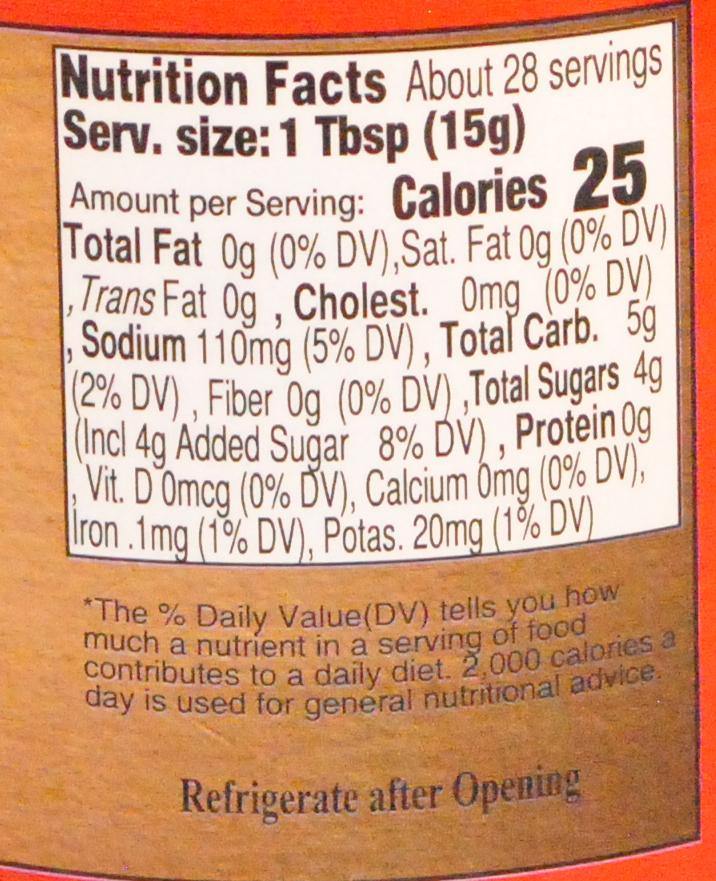 Nutrition Facts About 28 servings
Serv. size: 1 Tbsp (15g)
Amount per Serving: Calories 25
Total Fat 0g (0% DV), Sat. Fat 0g (0% DV)
, Trans Fat 0g , Cholest. 0mg (0% DV)
, Sodium 110mg (5% DV) , Total Carb. 5g
(2% DV) , Fiber 0g (0% DV) , Total Sugars 4g
(Incl 4g Added Sugar 8% DV) , Protein 0g
, Vit. D 0mcg (0% DV), Calcium 0mg (0% DV),
Iron .1mg (1% DV), Potas. 20mg (1% DV)
*The % Daily Value(DV) tells you how
much a nutrient in a serving of food
contributes to a daily diet. 2,000 calories a
day is used for general nutritional advice.
Refrigerate after Opening